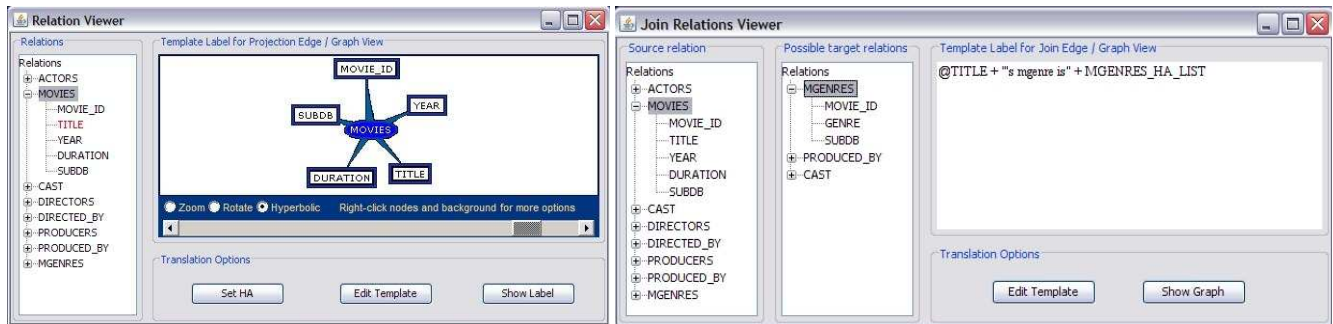 Relation Viewer
Relations
Relations
ACTORS
MOVIES
MOVIE_ID
TITLE
YEAR
DURATION
SUBDB
CAST
DIRECTORS
DIRECTED_BY
PRODUCERS
PRODUCED_BY
MGENRES
Template Label for Projection Edge / Graph View
MOVIE_ID
YEAR
SUBDB
MOVIES
DURATION
TITLE
Zoom Rotate Hyperbolic Right-click nodes and background for more options
Translation Options
Set HA Edit Template Show Label
Join Relations Viewer
Source relation
Relations
ACTORS
MOVIES
MOVIE_ID
TITLE
YEAR
DURATION
SUBDB
CAST
DIRECTORS
DIRECTED_BY
PRODUCERS
PRODUCED_BY
MGENRES
Possible target relations
Relations
MGENRES
MOVIE_ID
GENRE
SUBDB
PRODUCED_BY
CAST
Template Label for Join Edge / Graph View
@TITLE + "'s mgenre is" + MGENRES_HA_LIST
Translation Options
Edit Template Show Graph